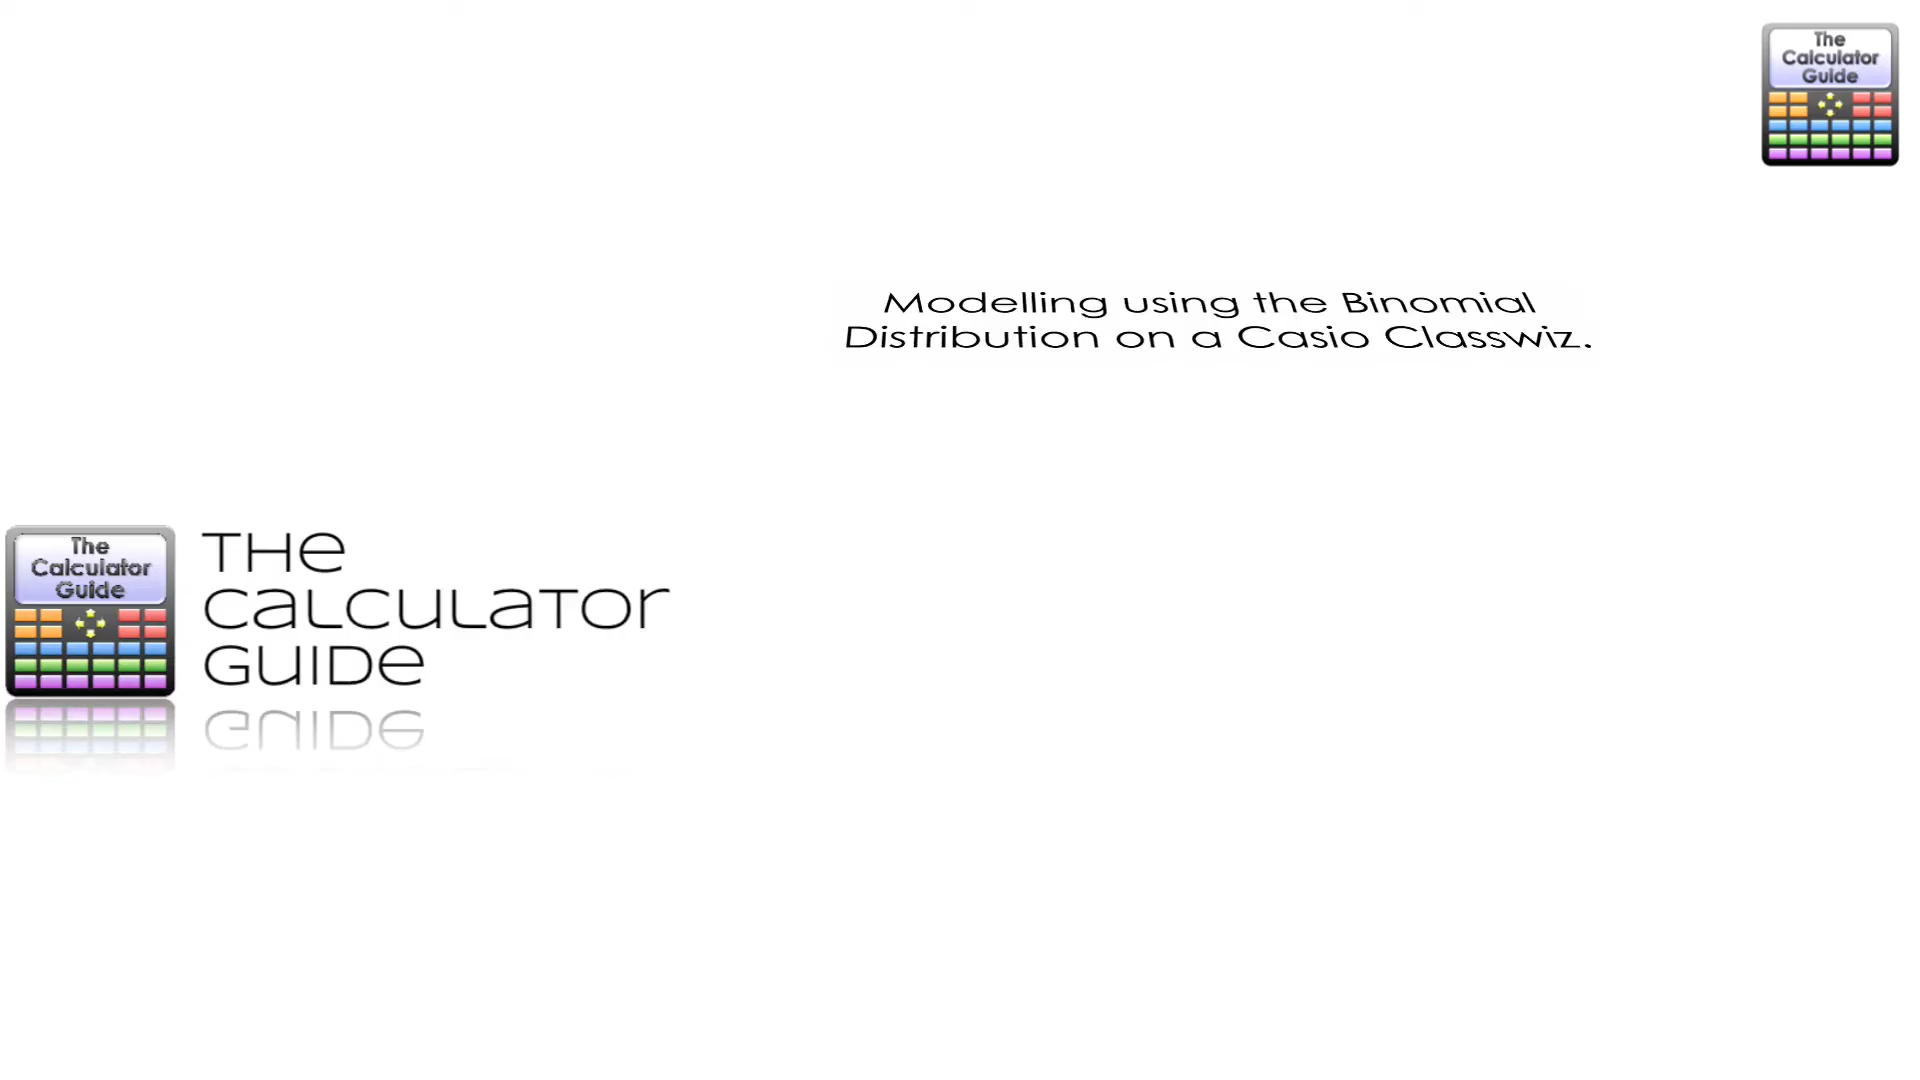 The
Calculator
Guide
Modelling using the Binomial
Distribution on a Casio Classwiz.
The
Calculator
Guide
THe
CaLCULaTOr
GUIDe